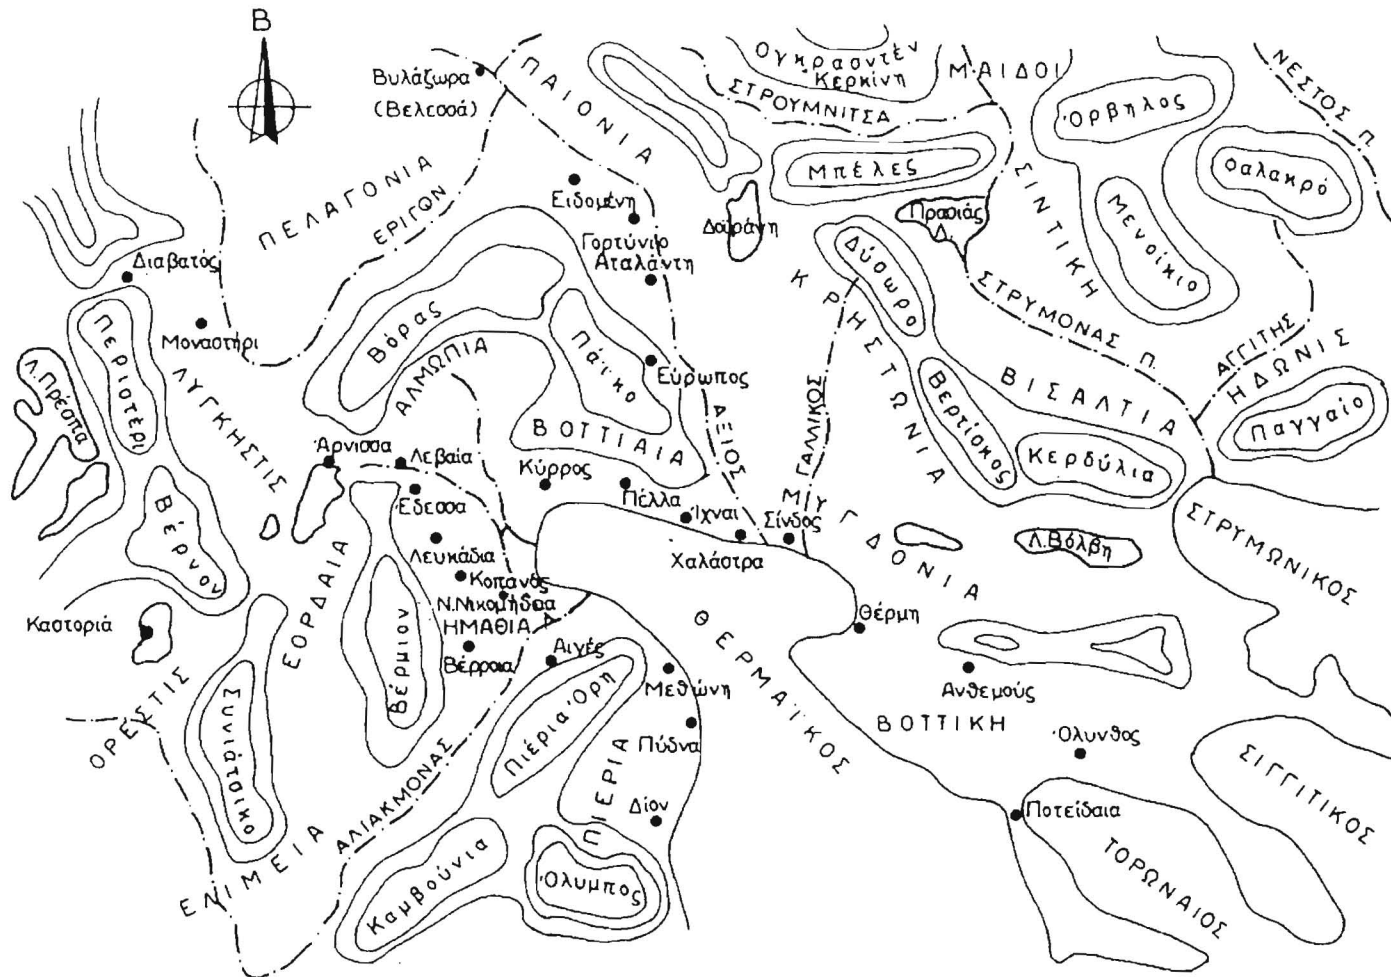 Β
Βυλάζωρα
(Βελεσσά)
ΠΑΙΟΝΙΑ
Ογκρασντέν
Κερκίνη
ΜΑΙΔΟΙ
ΝΕΣΤΟΣ Π.
ΣΤΡΟΥΜΝΙΤΣΑ
Όρβηλος
Μπέλες
Φαλακρό
ΠΕΛΑΓΟΝΙΑ
ΕΡΙΓΩΝ
Ειδομένη
Γορτύνιο
Αταλάντη
Δοϊράνη
Πρασιάς
Λ.
ΣΙΝΤΙΚΗ
Μενοίκιο
Διαβατός
Μοναστήρι
Περιστέρι
Λ.Πρέσπα
ΛΥΓΚΗΣΤΙΣ
Βόρας
ΑΛΜΩΠΙΑ
Πάϊκο
Εύρωπος
ΑΞΙΟΣ
ΓΑΛΛΙΚΟΣ
Δύσωρο
ΚΡΗΣΤΩΝΙΑ
ΣΤΡΥΜΟΝΑΣ Π.
ΑΓΓΙΤΗΣ
ΗΔΩΝΙΣ
ΒΙΣΑΛΤΙΑ
Βερτίσκος
Κερδύλια
Παγγαίο
Άρνισσα
Λεβαία
ΒΟΤΤΙΑΙΑ
Κύρρος
Πέλλα
Ίχναι
Χαλάστρα
Σίνδος
ΜΥΓΔΟΝΙΑ
Λ.Βόλβη
ΣΤΡΥΜΩΝΙΚΟΣ
Έδεσσα
Βέρνον
Λευκάδια
Κοπανός
Ν.Νικομήδεια
ΗΜΑΘΙΑ
Βέρροια
Αιγές
ΕΟΡΔΑΙΑ
Βέρμιον
Καστοριά
ΟΡΕΣΤΙΣ
Συνιάτσικο
ΘΕΡΜΑΪΚΟΣ
Θέρμη
Ανθεμούς
ΒΟΤΤΙΚΗ
Όλυνθος
Μεθώνη
Πύδνα
Πιέρια Όρη
ΠΙΕΡΙΑ
Δίον
ΑΛΙΑΚΜΟΝΑΣ
ΕΛΙΜΕΙΑ
Καμβούνια
Όλυμπος
Ποτείδαια
ΤΟΡΩΝΑΙΟΣ
ΣΙΓΓΙΤΙΚΟΣ